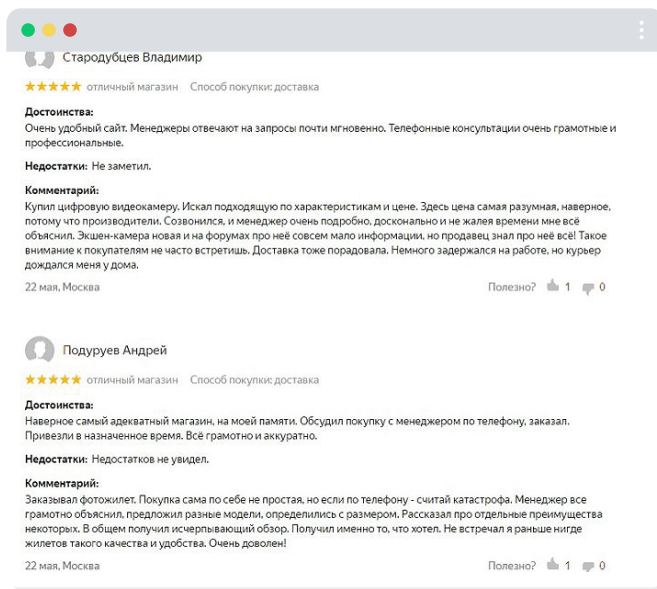 Стародубцев Владимир
отличный магазин Способ покупки: доставка
Достоинства:
Очень удобный сайт. Менеджеры отвечают на запросы почти мгновенно. Телефонные консультации очень грамотные и
профессиональные.
Недостатки: Не заметил.
Комментарий:
Купил цифровую видеокамеру. Искал подходящую по характеристикам и цене. Здесь цена самая разумная, наверное,
потому что производители. Созвонился, и менеджер очень подробно, досконально и не жалея времени мне всё
объяснил. Экшен-камера новая и на форумах про неё совсем мало информации, но продавец знал про неё всё! Такое
внимание к покупателям не часто встретишь. Доставка тоже порадовала. Немного задержался на работе, но курьер
дождался меня у дома.
22 мая, Москва Полезно? 1 0
Подуруев Андрей
отличный магазин Способ покупки: доставка
Достоинства:
Наверное самый адекватный магазин, на моей памяти. Обсудил покупку с менеджером по телефону, заказал.
Привезли в назначенное время. Всё грамотно и аккуратно.
Недостатки: Недостатков не увидел.
Комментарий:
Заказывал фотожилет. Покупка сама по себе не простая, но если по телефону - считай катастрофа. Менеджер все
грамотно объяснил, предложил разные модели, определились с размером. Рассказал про отдельные преимущества
некоторых. В общем получил исчерпывающий обзор. Получил именно то, что хотел. Не встречал я раньше нигде
жилетов такого качества и удобства. Очень доволен!
22 мая, Москва Полезно? 1 0